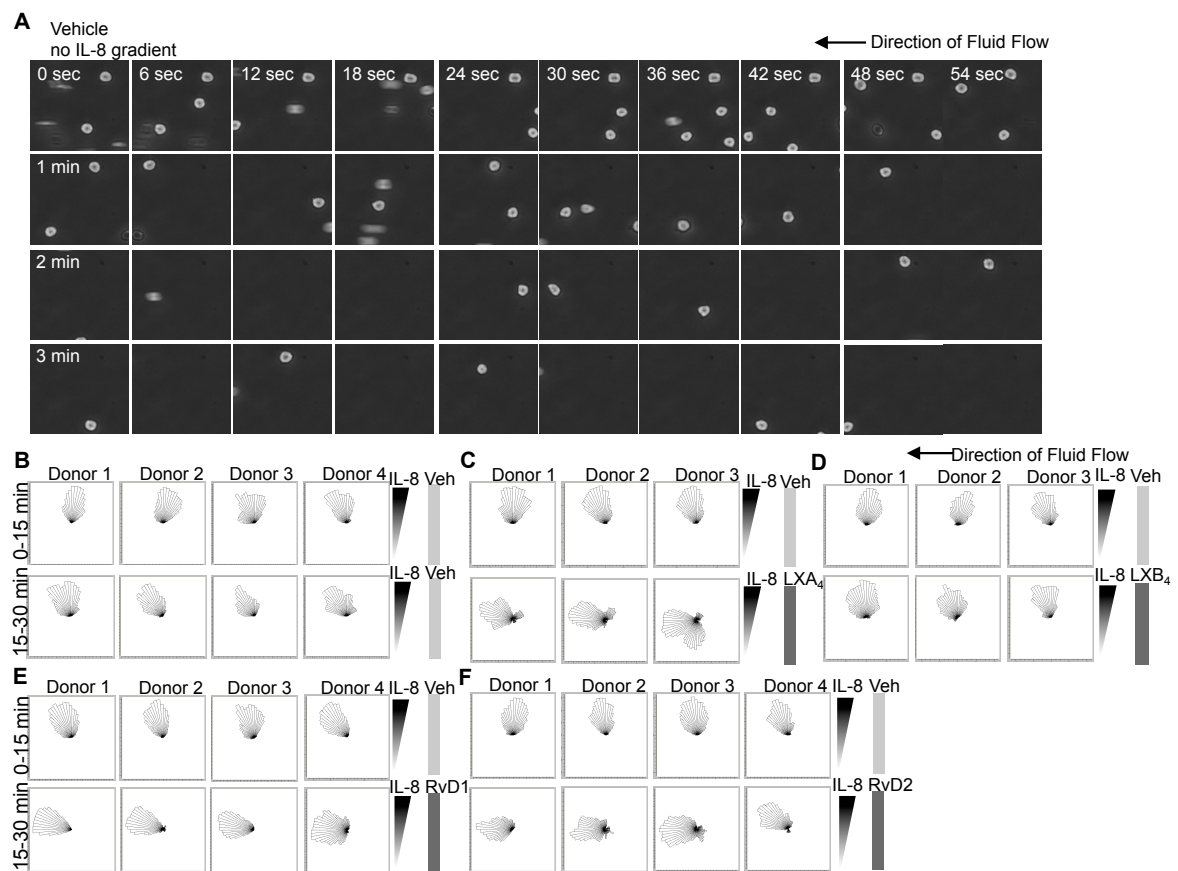 A
Vehicle
no IL-8 gradient
Direction of Fluid Flow
0 sec 6 sec 12 sec 18 sec 24 sec 30 sec 36 sec 42 sec 48 sec 54 sec
1 min
2 min
3 min
B
Donor 1 Donor 2 Donor 3 Donor 4 IL-8 Veh
0-15 min
15-30 min
IL-8 Veh
C
Donor 1 Donor 2 Donor 3 IL-8 Veh
IL-8 LXA4
D
Direction of Fluid Flow
Donor 1 Donor 2 Donor 3 IL-8 Veh
IL-8 LXB4
E
Donor 1 Donor 2 Donor 3 Donor 4 IL-8 Veh
0-15 min
15-30 min
IL-8 RvD1
F
Donor 1 Donor 2 Donor 3 Donor 4 IL-8 Veh
IL-8 RvD2